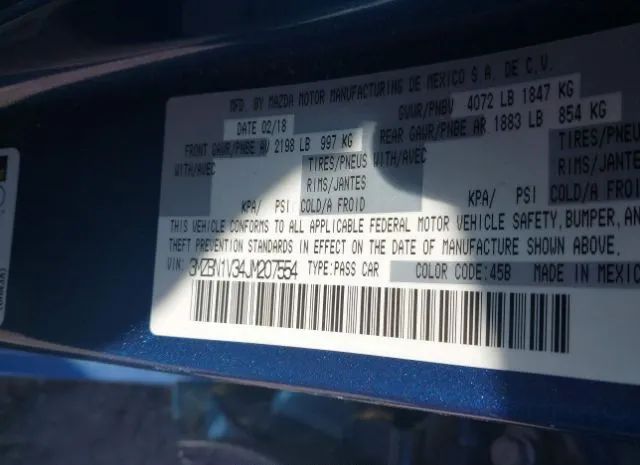 MFD. BY MAZDA MOTOR MANUFACTURING DE MEXICO S.A. DE C.V.
DATE 02/18 GVWR/PNBV 4072 LB 1847 KG
FRONT GAWR/PNBE AV 2198 LB 997 KG REAR GAWR/PNBE AR 1883 LB 854 KG
WITH/AVEC TIRES/PNEUS WITH/AVEC TIRES/PNEUS
RIMS/JANTES RIMS/JANTES
KPA/ PSI COLD/A FROID KPA/ PSI COLD/A FROID
THIS VEHICLE CONFORMS TO ALL APPLICABLE FEDERAL MOTOR VEHICLE SAFETY, BUMPER, AN
THEFT PREVENTION STANDARDS IN EFFECT ON THE DATE OF MANUFACTURE SHOWN ABOVE.
VIN: 3MZBN1V34JM207554 TYPE:PASS CAR COLOR CODE:45B MADE IN MEXIC